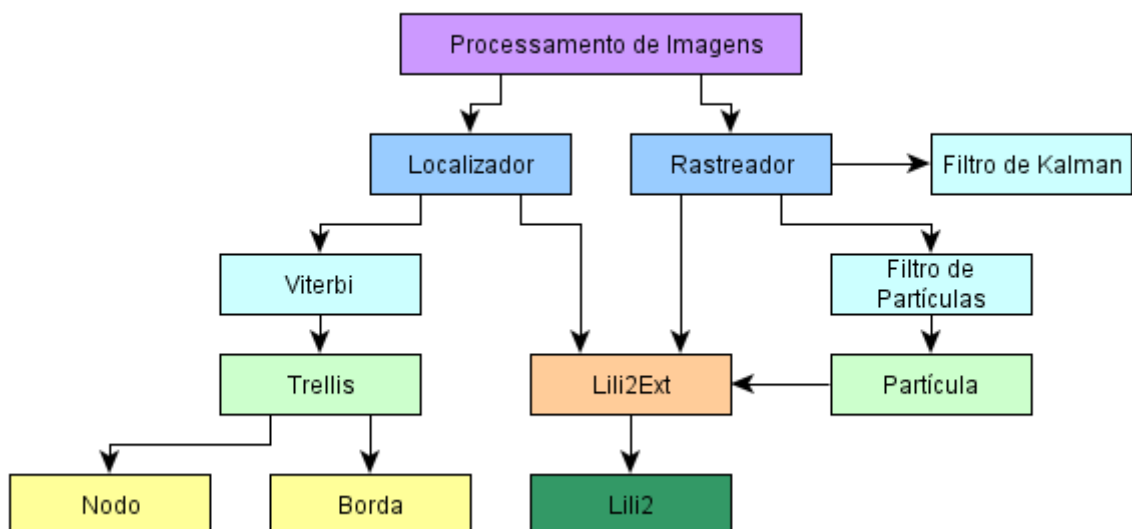 Processamento de Imagens
Localizador
Rastreador
Filtro de Kalman
Viterbi
Filtro de
Partículas
Trellis
Lili2Ext
Partícula
Nodo
Borda
Lili2